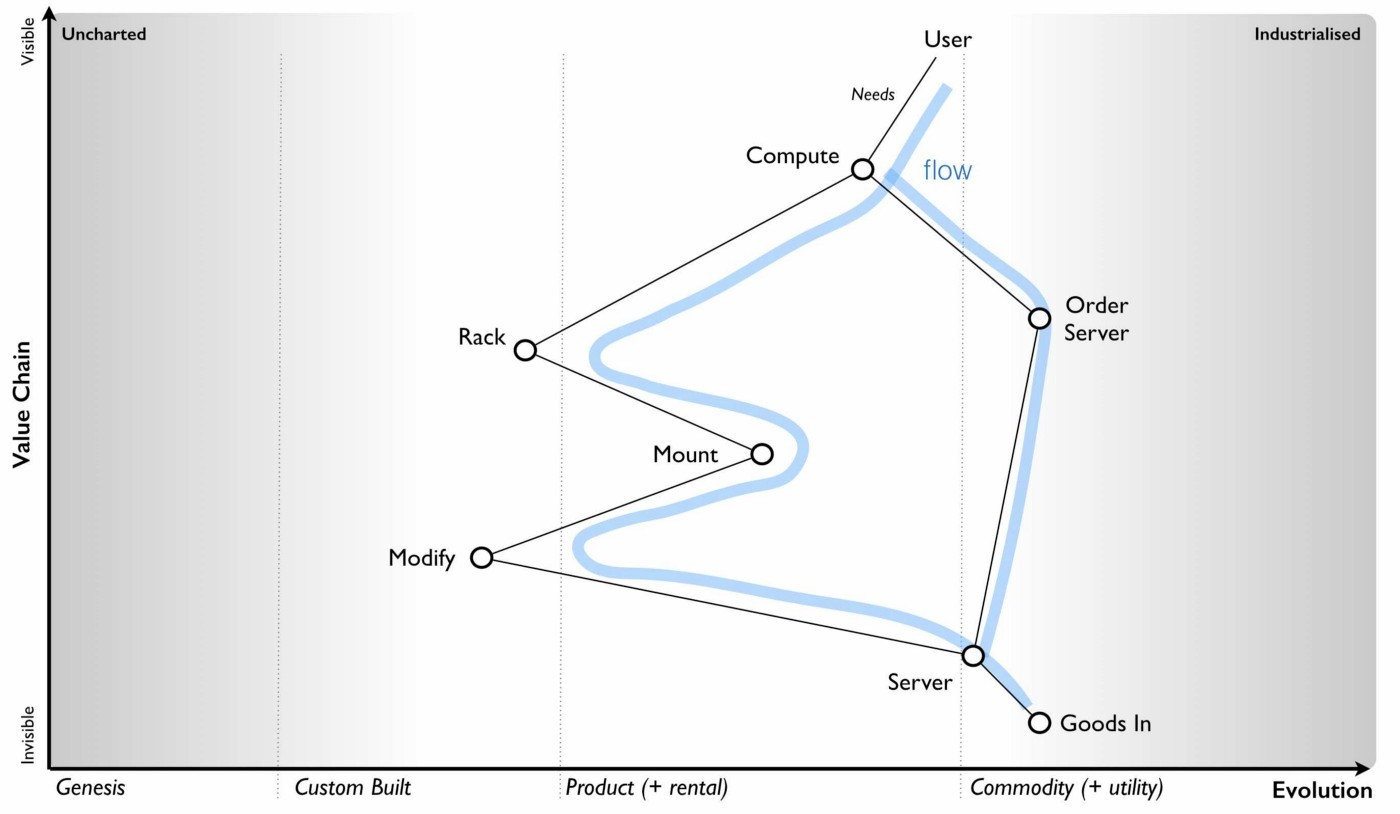 Visible
Uncharted
Industrialised
User
Needs
Compute
flow
Order
Server
Rack
Value Chain
Mount
Modify
Server
Invisible
Goods In
Genesis
Custom Built
Product (+ rental)
Commodity (+ utility)
Evolution